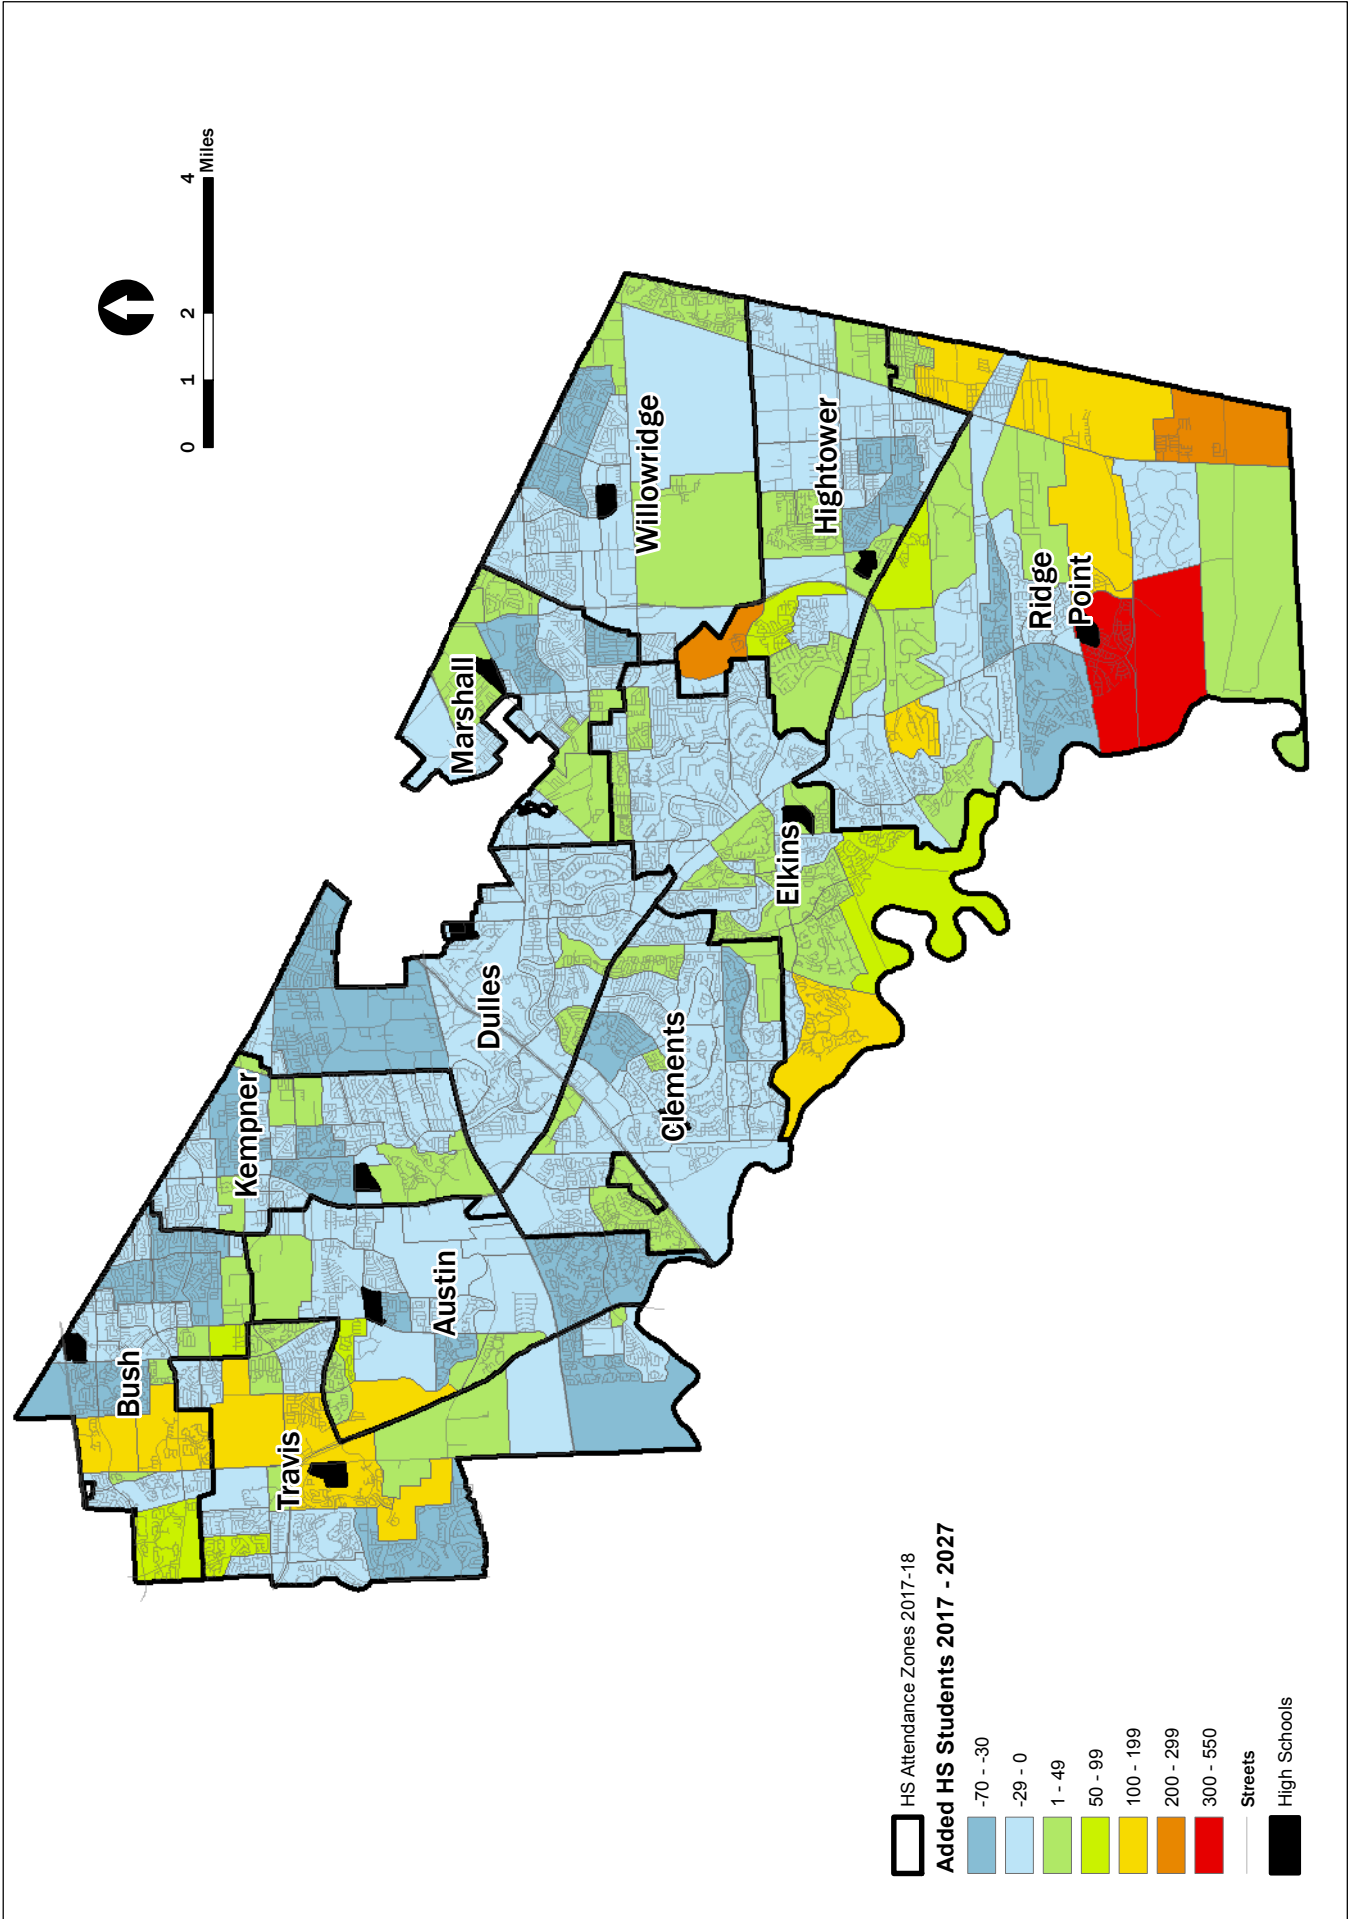 0 1 2 4
Miles
Marshall
Willowridge
Hightower
Ridge
Point
Elkins
Dulles
Clements
Kempner
Austin
Bush
Travis
HS Attendance Zones 2017-18
Added HS Students 2017 - 2027
-70 - -30
-29 - 0
1 - 49
50 - 99
100 - 199
200 - 299
300 - 550
Streets
High Schools